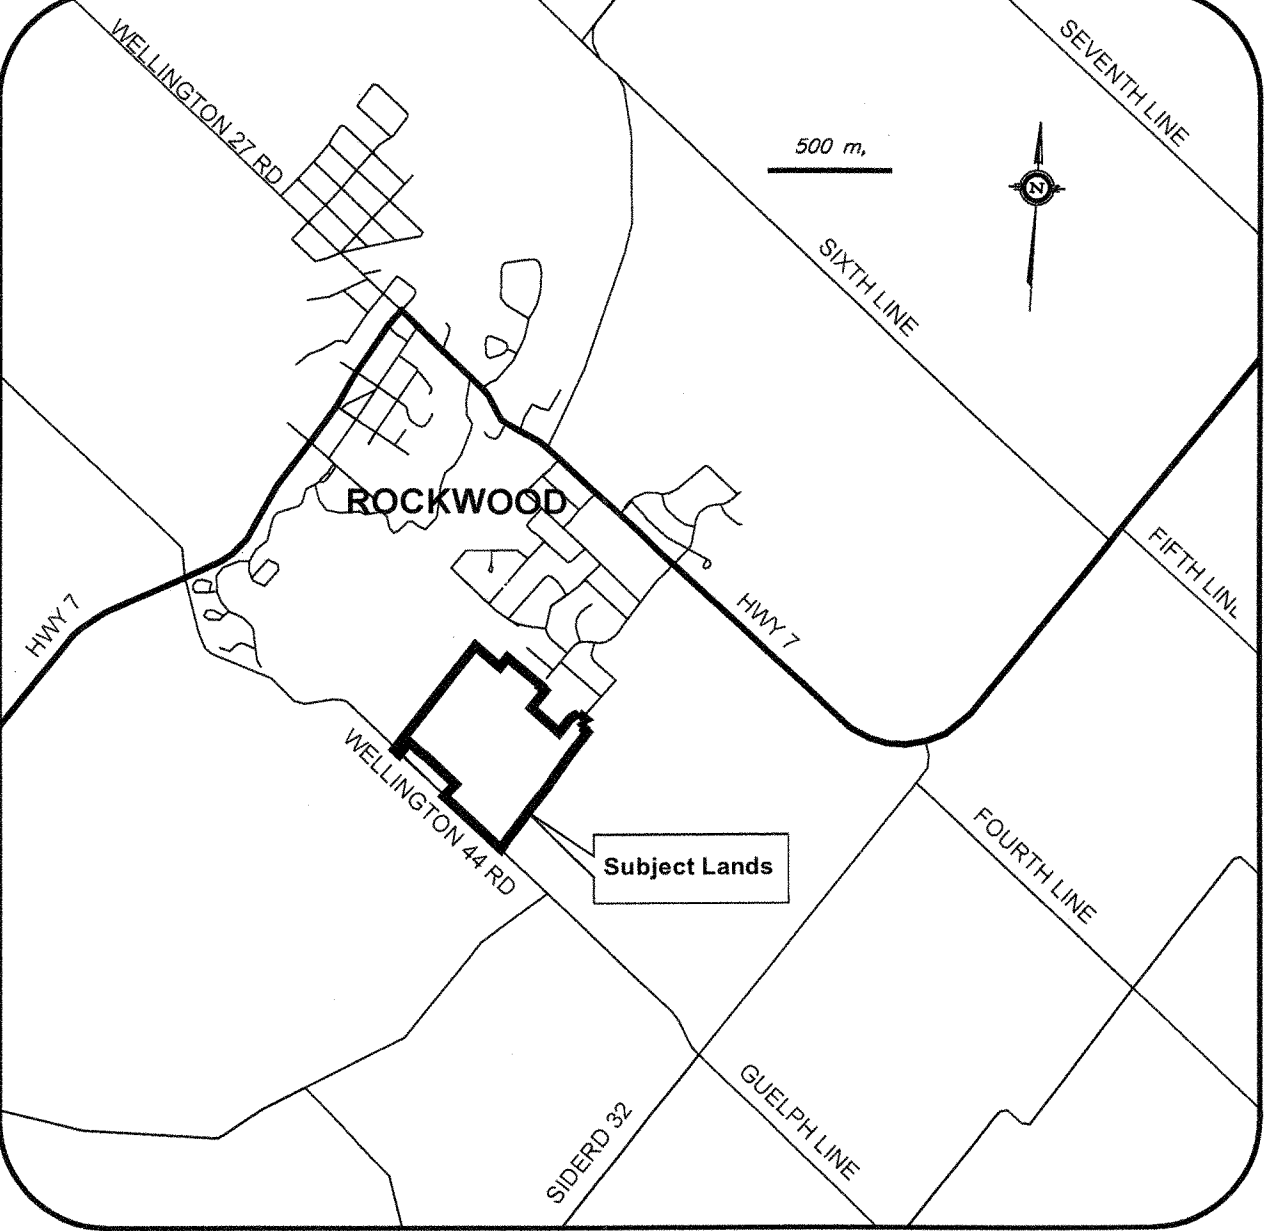 WELLINGTON 27 RD
SEVENTH LINE
500 m,
N
SIXTH LINE
ROCKWOOD
FIFTH LINE
HWY 7
HWY 7
WELLINGTON 44 RD
FOURTH LINE
Subject Lands
GUELPH LINE
SIDERD 32